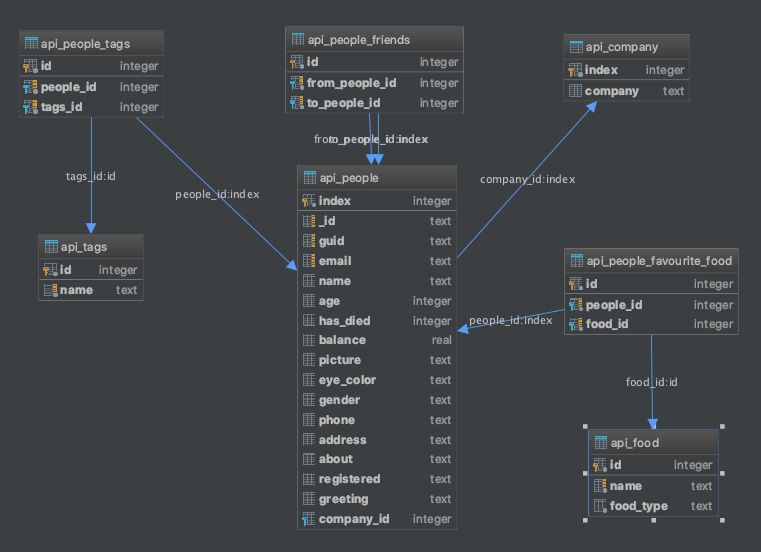 api_people_tags
id integer
people_id integer
tags_id integer
api_people_friends
id integer
from_people_id integer
to_people_id integer
api_company
index integer
company text
to_people_id:index
tags_id:id
people_id:index
company_id:index
api_people
index integer
_id text
guid text
email text
name text
age integer
has_died integer
balance real
picture text
eye_color text
gender text
phone text
address text
about text
registered text
greeting text
company_id integer
api_tags
id integer
name text
api_people_favourite_food
id integer
people_id integer
food_id integer
people_id:index
food_id:id
api_food
id integer
name text
food_type text